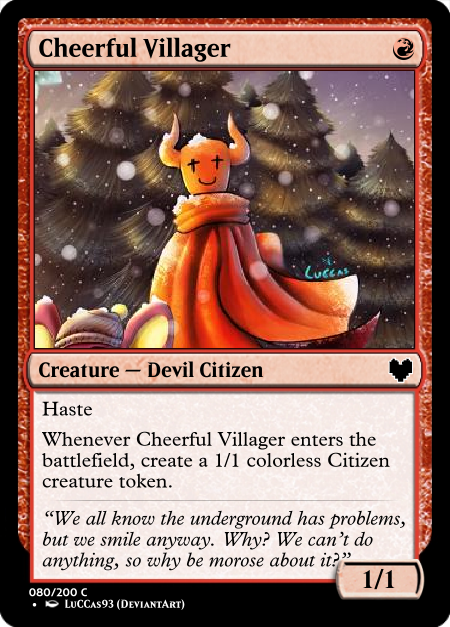 Cheerful Villager
LUCCAS
Creature — Devil Citizen
Haste
Whenever Cheerful Villager enters the
battlefield, create a 1/1 colorless Citizen
creature token.
“We all know the underground has problems,
but we smile anyway. Why? We can't do
anything, so why be morose about it?”
1/1
080/200 C
• LuCCas93 (DeviantArt)